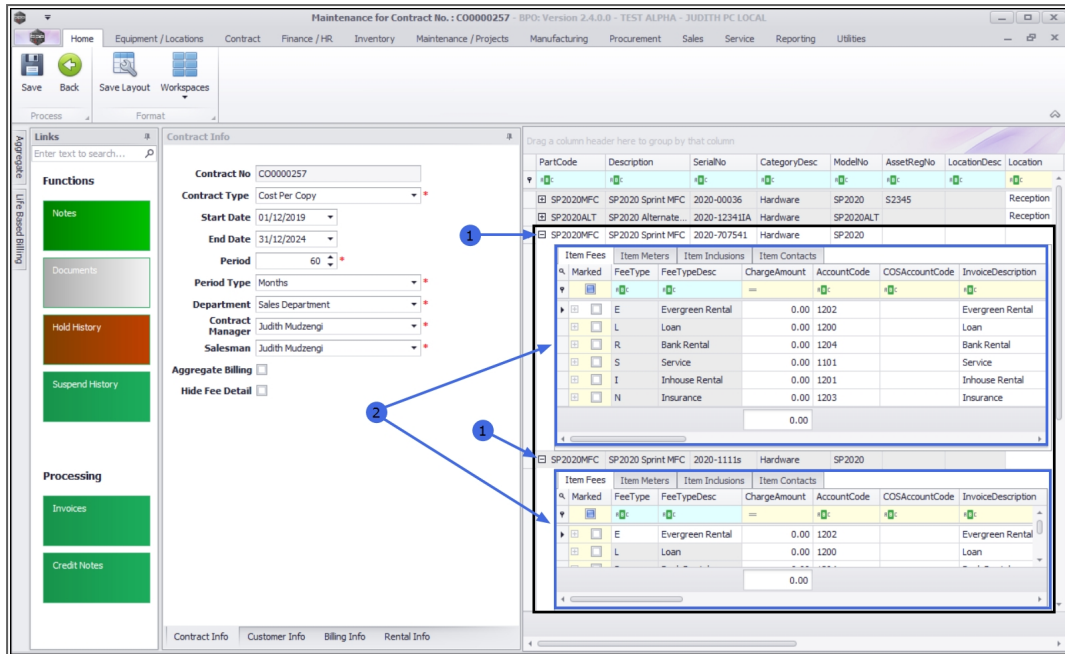 Maintenance for Contract No. : CO0000257 - BPO: Version 2.4.0.0 - TEST ALPHA - JUDITH PC LOCAL
Home Equipment / Locations Contract Finance / HR Inventory Maintenance / Projects Manufacturing Procurement Sales Service Reporting Utilities
Save Back Save Layout Workspaces
Process Format
Aggregate
Life Based Billing
Links
Enter text to search...
Functions
Notes
Documents
Hold History
Suspend History
Processing
Invoices
Credit Notes
Contract Info
Contract No CO0000257
Contract Type Cost Per Copy *
Start Date 01/12/2019
End Date 31/12/2024
Period 60 *
Period Type Months *
Department Sales Department *
Contract Manager Judith Mudzengi *
Salesman Judith Mudzengi *
Aggregate Billing
Hide Fee Detail
Contract Info Customer Info Billing Info Rental Info
Drag a column header here to group by that column
PartCode Description SerialNo CategoryDesc ModelNo AssetRegNo LocationDesc Location
SP2020MFC SP2020 Sprint MFC 2020-00036 Hardware SP2020 S2345 Reception
SP2020ALT SP2020 Alternate... 2020-12341IA Hardware SP2020ALT Reception
1
SP2020MFC SP2020 Sprint MFC 2020-707541 Hardware SP2020
Item Fees Item Meters Item Inclusions Item Contacts
Marked FeeType FeeTypeDesc ChargeAmount AccountCode COSAccountCode InvoiceDescription
E Evergreen Rental 0.00 1202 Evergreen Rental
L Loan 0.00 1200 Loan
R Bank Rental 0.00 1204 Bank Rental
S Service 0.00 1101 Service
I Inhouse Rental 0.00 1201 Inhouse Rental
N Insurance 0.00 1203 Insurance
2
0.00
1
SP2020MFC SP2020 Sprint MFC 2020-1111s Hardware SP2020
Item Fees Item Meters Item Inclusions Item Contacts
Marked FeeType FeeTypeDesc ChargeAmount AccountCode COSAccountCode InvoiceDescription
E Evergreen Rental 0.00 1202 Evergreen Rental
L Loan 0.00 1200 Loan
0.00